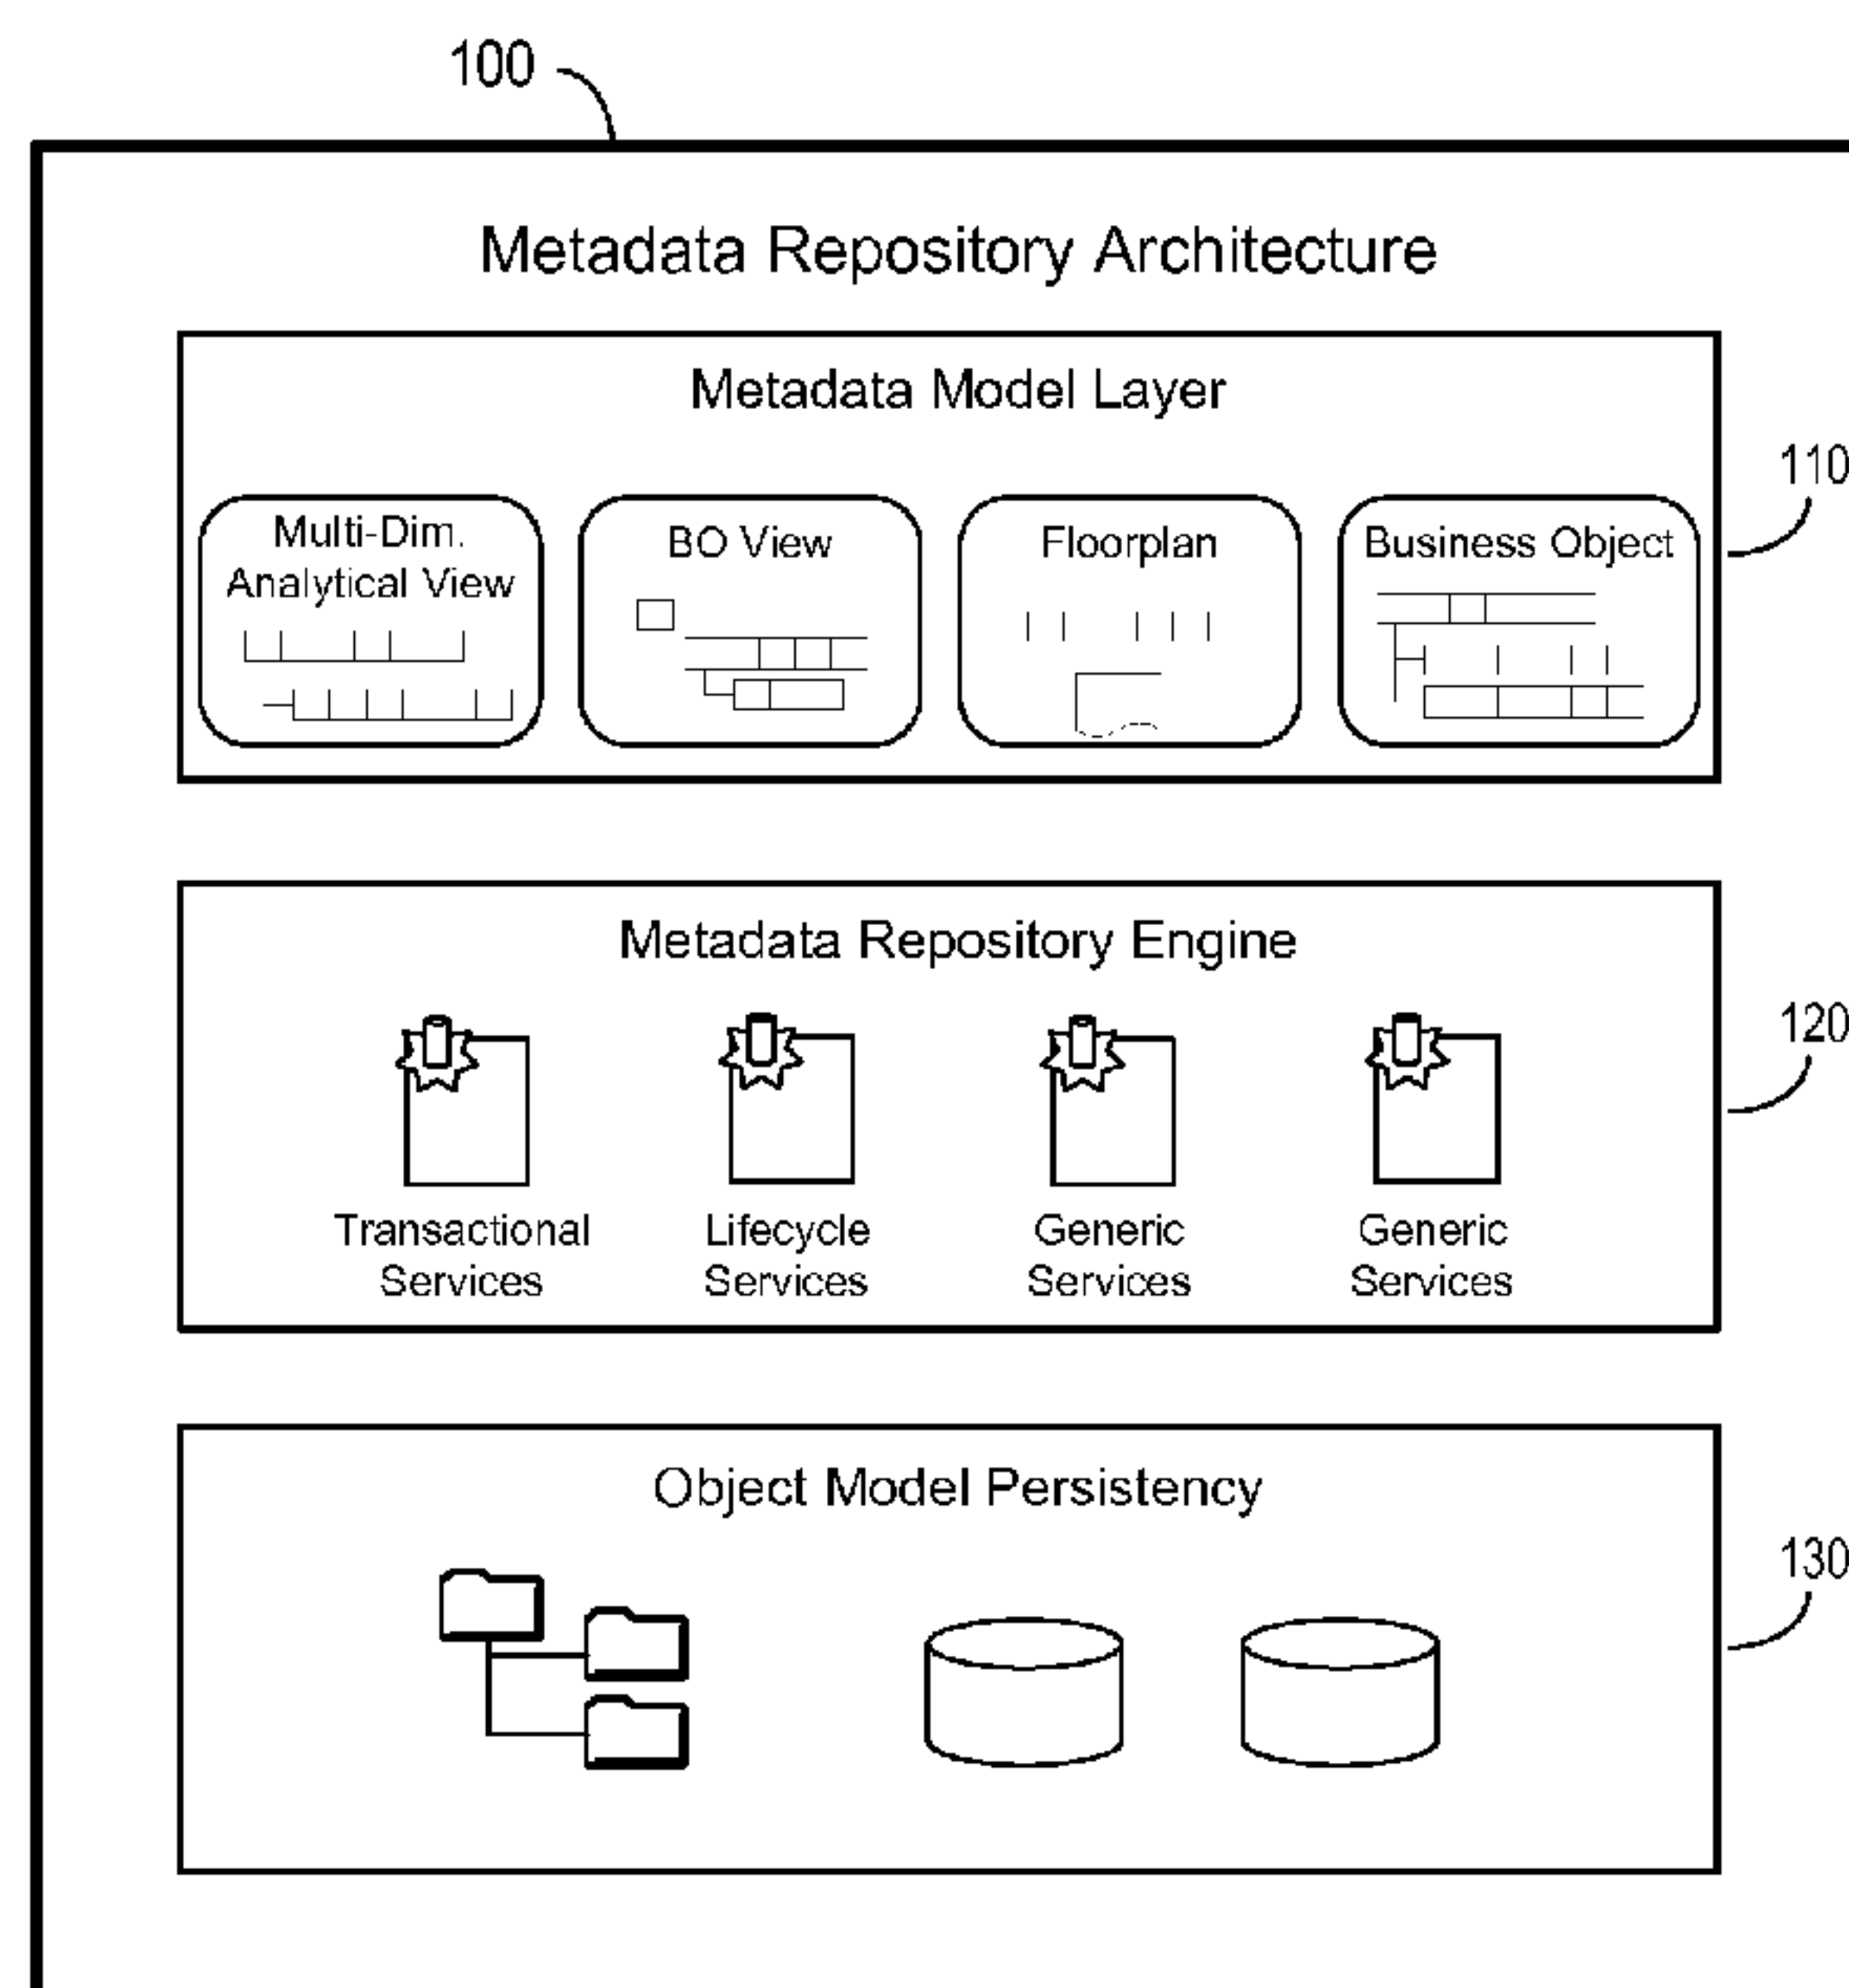 100
Metadata Repository Architecture
Metadata Model Layer
110
Multi-Dim.
Analytical View
BO View
Floorplan
Business Object
Metadata Repository Engine
120
Transactional
Services
Lifecycle
Services
Generic
Services
Generic
Services
Object Model Persistency
130